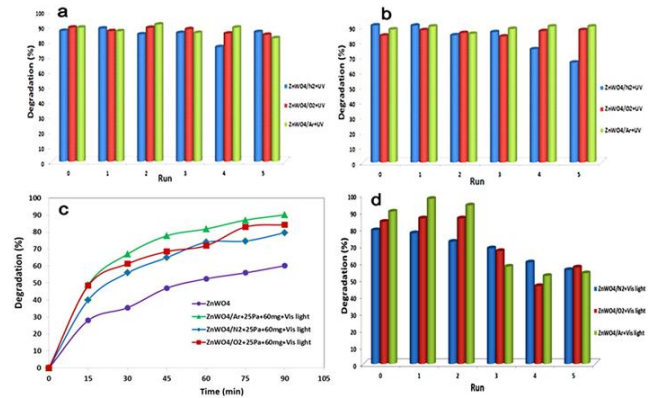 a
Degradation (%)
100
90
80
70
60
50
40
30
20
10
0
0 1 2 3 4 5
Run
ZnWO4/N2+UV
ZnWO4/O2+UV
ZnWO4/Ar+UV
b
Degradation (%)
90
80
70
60
50
40
30
20
10
0
0 1 2 3 4 5
Run
ZnWO4/N2+UV
ZnWO4/O2+UV
ZnWO4/Ar+UV
c
Degradation (%)
100
90
80
70
60
50
40
30
20
10
0
0 15 30 45 60 75 90 105
Time (min)
ZnWO4
ZnWO4/Ar+25Pa+60mg+Vis light
ZnWO4/N2+25Pa+60mg+Vis light
ZnWO4/O2+25Pa+60mg+Vis light
d
Degradation (%)
100
90
80
70
60
50
40
30
20
10
0
0 1 2 3 4 5
Run
ZnWO4/N2+Vis light
ZnWO4/O2+Vis light
ZnWO4/Ar+Vis light